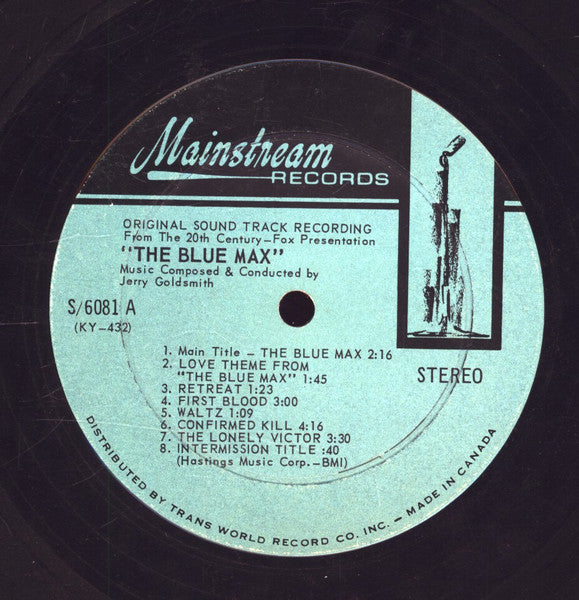 Mainstream
RECORDS
ORIGINAL SOUND TRACK RECORDING
From The 20th Century-Fox Presentation
"THE BLUE MAX"
Music Composed & Conducted by
Jerry Goldsmith
S/6081 A
(KY-432)
STEREO
1. Main Title - THE BLUE MAX 2:16
2. LOVE THEME FROM
"THE BLUE MAX" 1:45
3. RETREAT 1:23
4. FIRST BLOOD 3:00
5. WALTZ 1:09
6. CONFIRMED KILL 4:16
7. THE LONELY VICTOR 3:30
8. INTERMISSION TITLE :40
(Hastings Music Corp.-BMI)
DISTRIBUTED BY TRANS WORLD RECORD CO. INC. - MADE IN CANADA